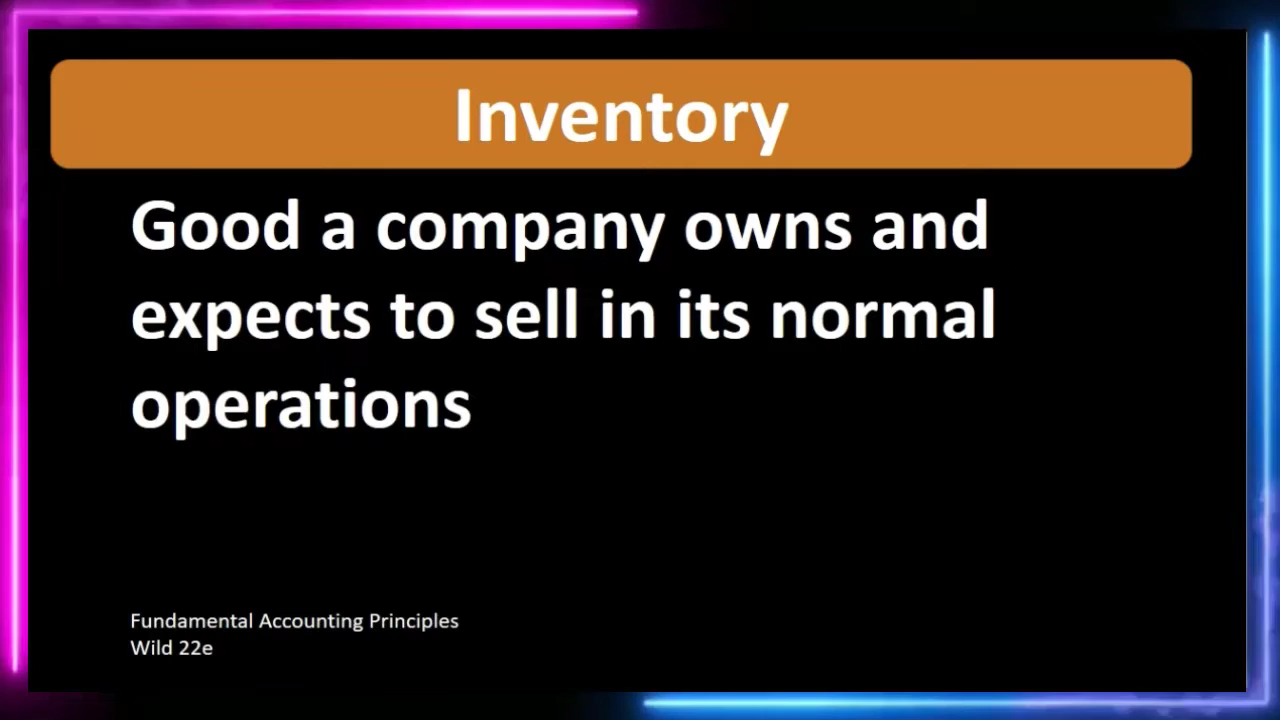 Inventory
Good a company owns and
expects to sell in its normal
operations
Fundamental Accounting Principles
Wild 22e